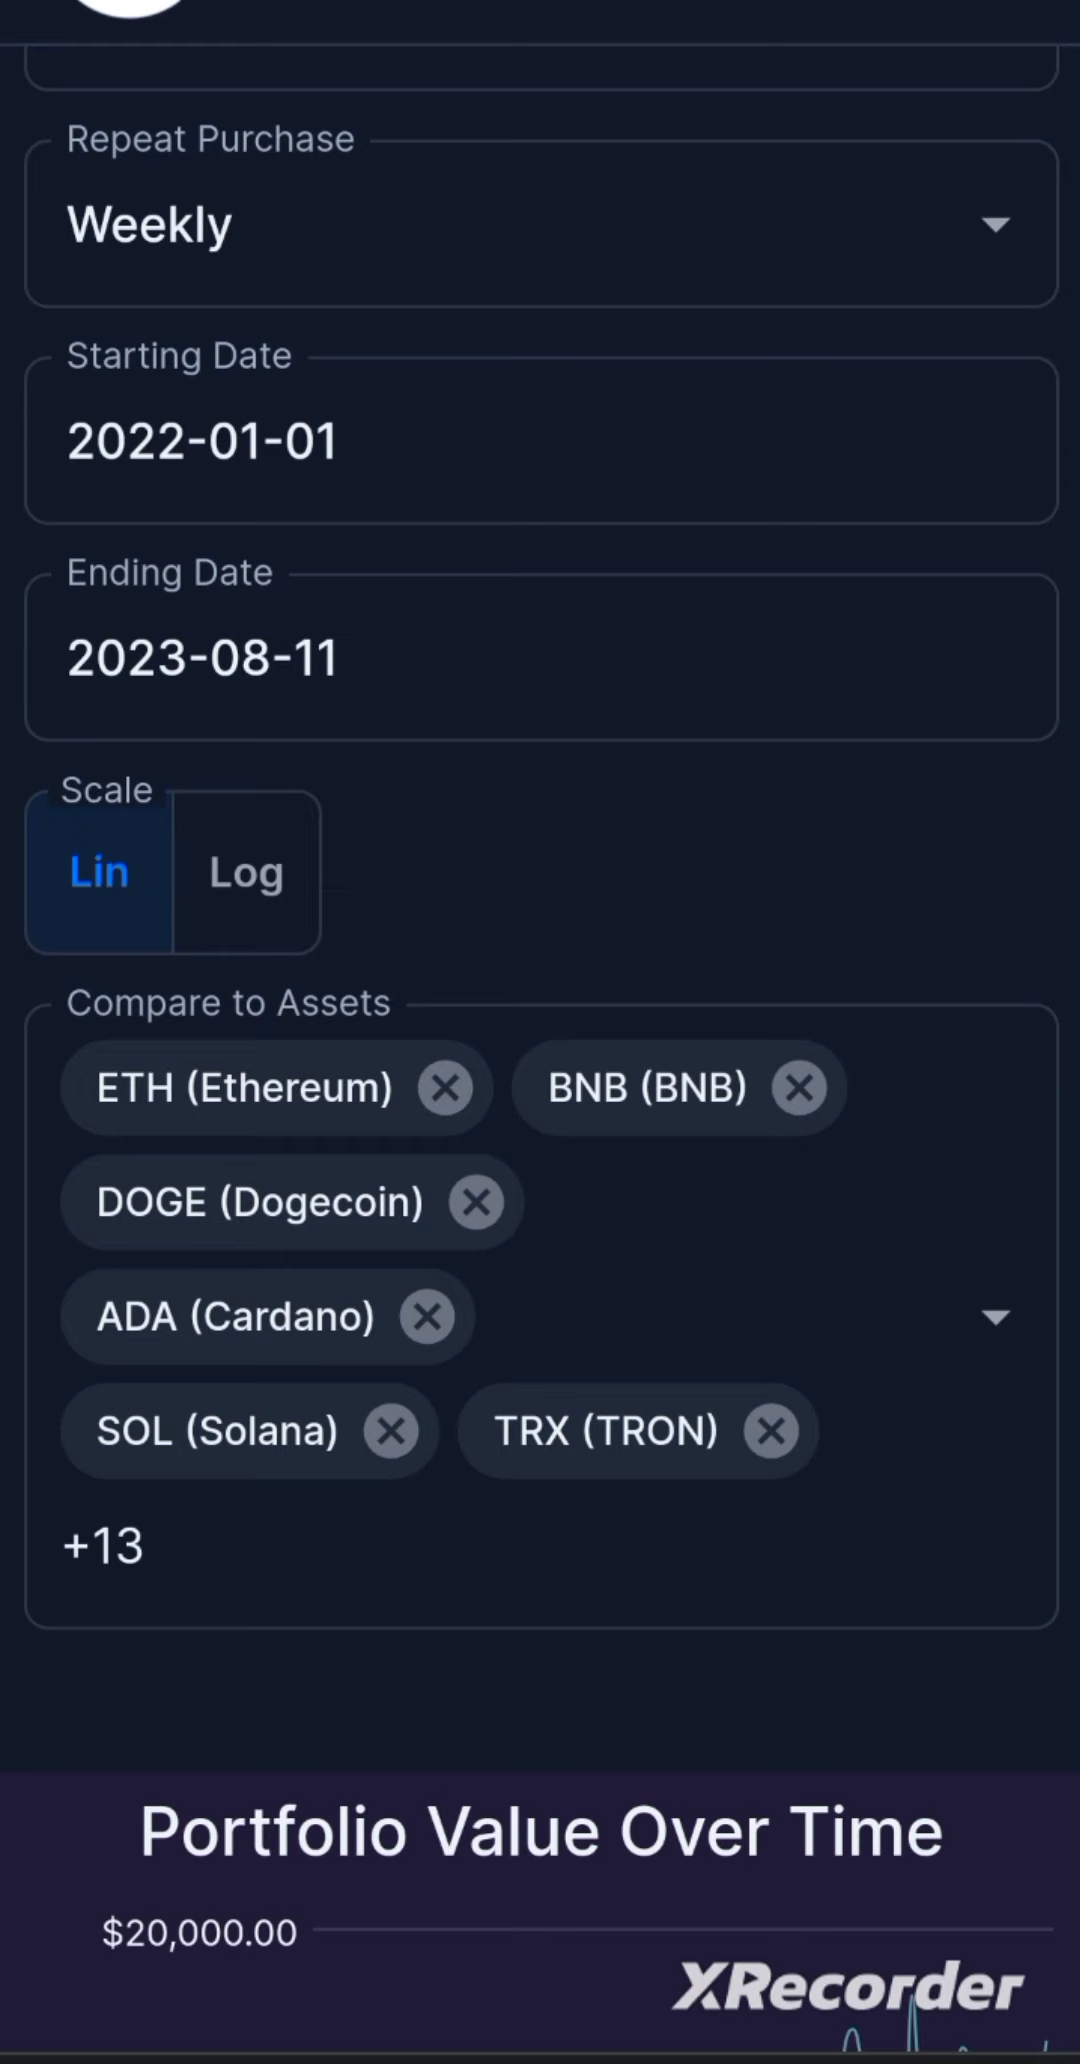 Repeat Purchase
Weekly
Starting Date
2022-01-01
Ending Date
2023-08-11
Scale
Lin Log
Compare to Assets
ETH (Ethereum) BNB (BNB)
DOGE (Dogecoin)
ADA (Cardano)
SOL (Solana) TRX (TRON)
+13
Portfolio Value Over Time
$20,000.00
XRecorder